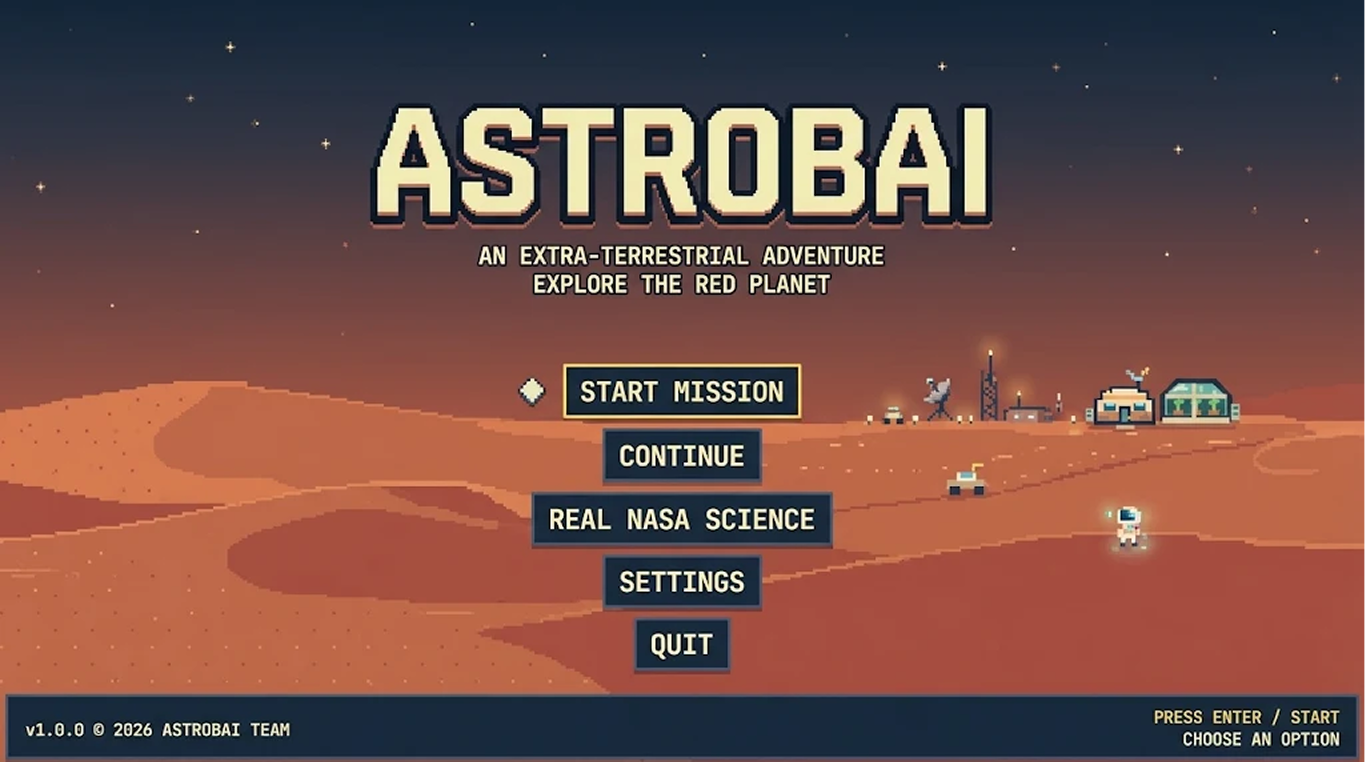 ASTROBAI
AN EXTRA-TERRESTRIAL ADVENTURE
EXPLORE THE RED PLANET
START MISSION
CONTINUE
REAL NASA SCIENCE
SETTINGS
QUIT
v1.0.0 © 2026 ASTROBAI TEAM
PRESS ENTER / START
CHOOSE AN OPTION